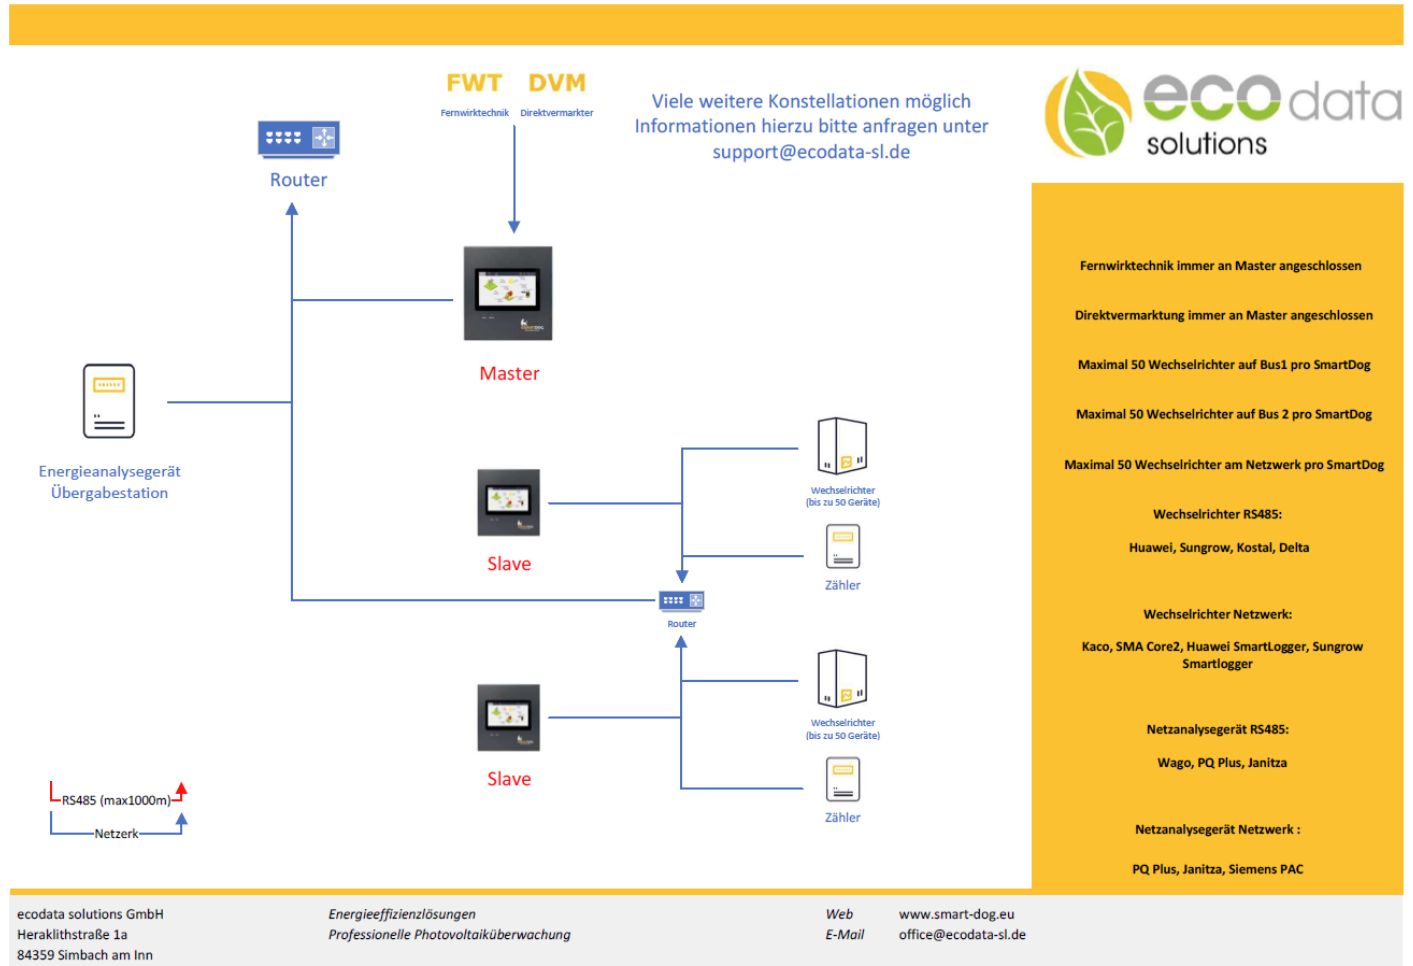 FWT DVM
Fernwirktechnik Direktvermarkter
Viele weitere Konstellationen möglich
Informationen hierzu bitte anfragen unter
support@ecodata-sl.de
eco data
solutions
Router
Master
Energieanalysegerät
Übergabestation
Wechselrichter
(bis zu 50 Geräte)
Slave
Zähler
Router
Wechselrichter
(bis zu 50 Geräte)
Slave
Zähler
RS485 (max1000m)
Netzerk
Fernwirktechnik immer an Master angeschlossen
Direktvermarktung immer an Master angeschlossen
Maximal 50 Wechselrichter auf Bus1 pro SmartDog
Maximal 50 Wechselrichter auf Bus 2 pro SmartDog
Maximal 50 Wechselrichter am Netzwerk pro SmartDog
Wechselrichter RS485:
Huawei, Sungrow, Kostal, Delta
Wechselrichter Netzwerk:
Kaco, SMA Core2, Huawei SmartLogger, Sungrow
Smartlogger
Netzanalysegerät RS485:
Wago, PQ Plus, Janitza
Netzanalysegerät Netzwerk :
PQ Plus, Janitza, Siemens PAC
ecodata solutions GmbH
Heraklithstraße 1a
84359 Simbach am Inn
Energieeffizienzlösungen
Professionelle Photovoltaiküberwachung
Web www.smart-dog.eu
E-Mail office@ecodata-sl.de